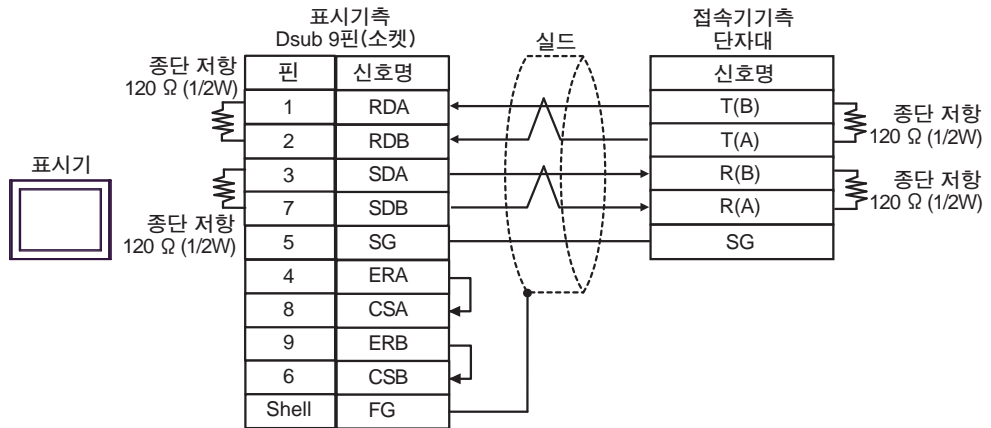 표시기측
Dsub 9핀(소켓)
실드
접속기기측
단자대
종단 저항
120 Ω (1/2W)
핀 신호명
신호명
1 RDA
T(B)
2 RDB
T(A)
종단 저항
120 Ω (1/2W)
표시기
3 SDA
R(B)
7 SDB
R(A)
종단 저항
120 Ω (1/2W)
종단 저항
120 Ω (1/2W)
5 SG
SG
4 ERA
8 CSA
9 ERB
6 CSB
Shell FG